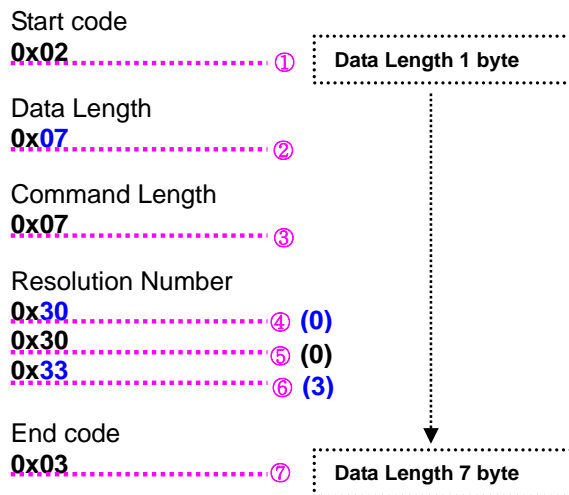 Start code
0x02 ① Data Length 1 byte
Data Length
0x07 ②
Command Length
0x07 ③
Resolution Number
0x30 ④ (0)
0x30 ⑤ (0)
0x33 ⑥ (3)
End code
0x03 ⑦ Data Length 7 byte